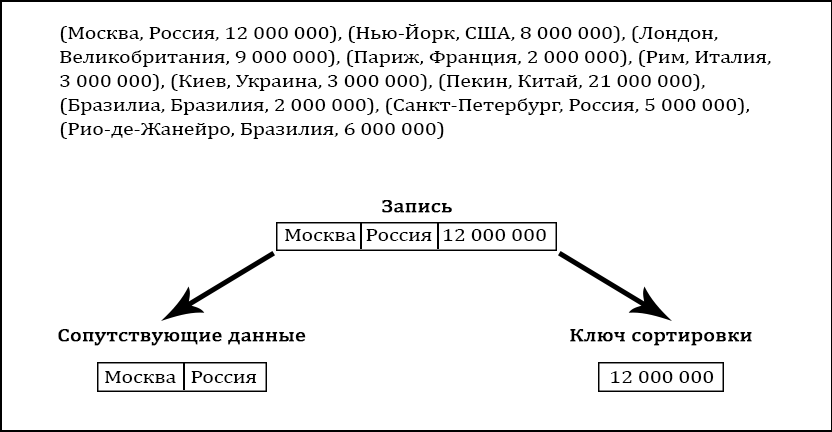 (Москва, Россия, 12 000 000), (Нью-Йорк, США, 8 000 000), (Лондон,
Великобритания, 9 000 000), (Париж, Франция, 2 000 000), (Рим, Италия,
3 000 000), (Киев, Украина, 3 000 000), (Пекин, Китай, 21 000 000),
(Бразилиа, Бразилия, 2 000 000), (Санкт-Петербург, Россия, 5 000 000),
(Рио-де-Жанейро, Бразилия, 6 000 000)
Запись
Москва Россия 12 000 000
Сопутствующие данные
Москва Россия
Ключ сортировки
12 000 000